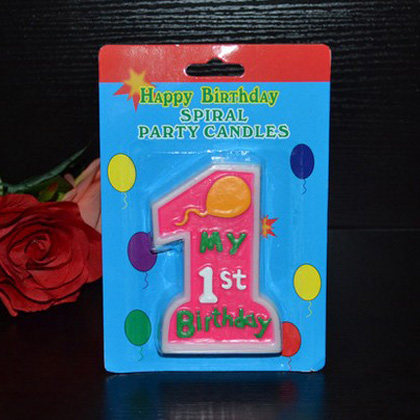 Happy Birthday
SPIRAL
PARTY CANDLES
My
1st
Birthday